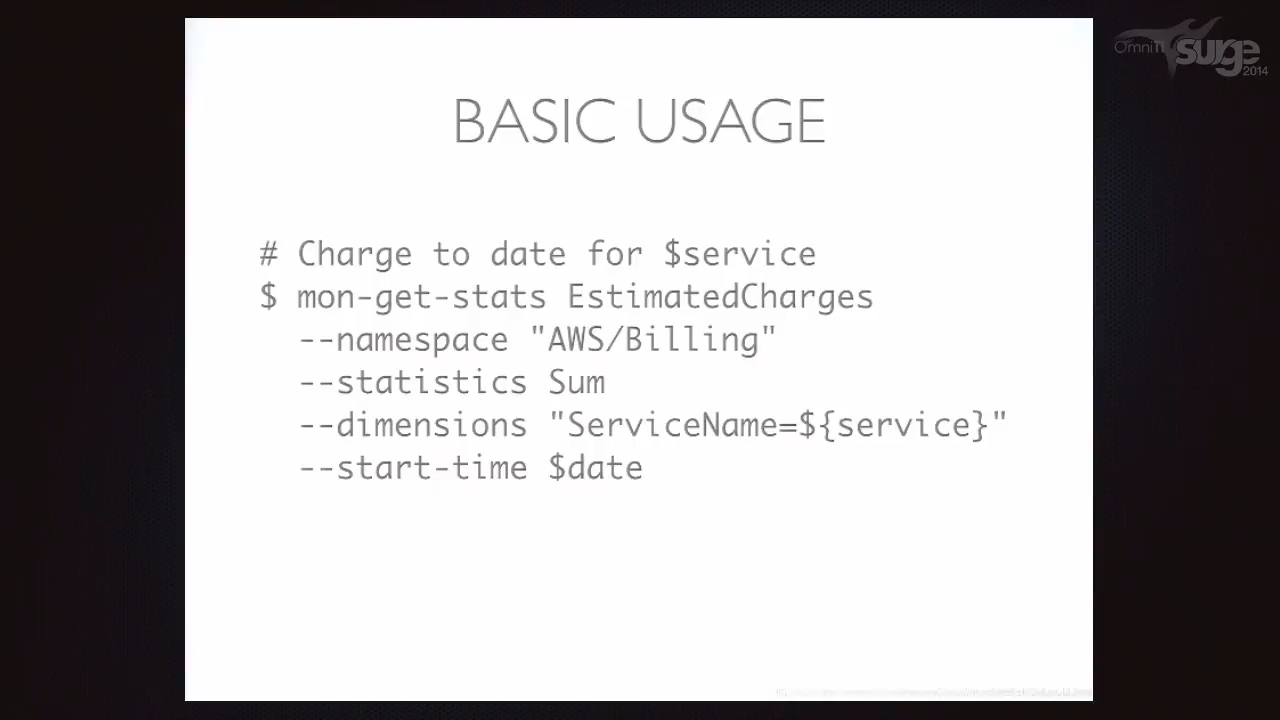 OmniTI surge 2014
BASIC USAGE
# Charge to date for $service
$ mon-get-stats EstimatedCharges
--namespace "AWS/Billing"
--statistics Sum
--dimensions "ServiceName=${service}"
--start-time $date